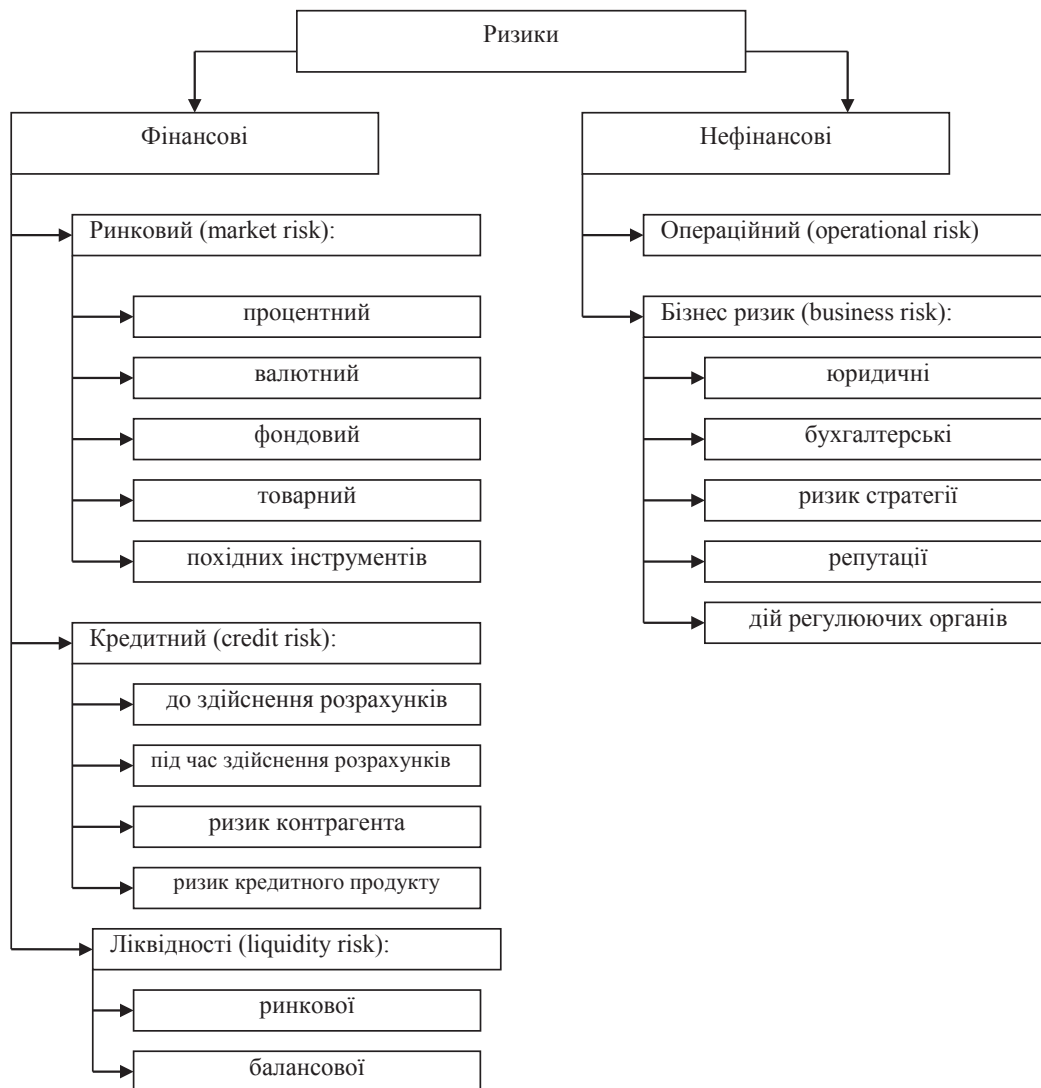 Ризики
Фінансові
Нефінансові
Ринковий (market risk):
процентний
валютний
фондовий
товарний
похідних інструментів
Кредитний (credit risk):
до здійснення розрахунків
під час здійснення розрахунків
ризик контрагента
ризик кредитного продукту
Ліквідності (liquidity risk):
ринкової
балансової
Операційний (operational risk)
Бізнес ризик (business risk):
юридичні
бухгалтерські
ризик стратегії
репутації
дій регулюючих органів